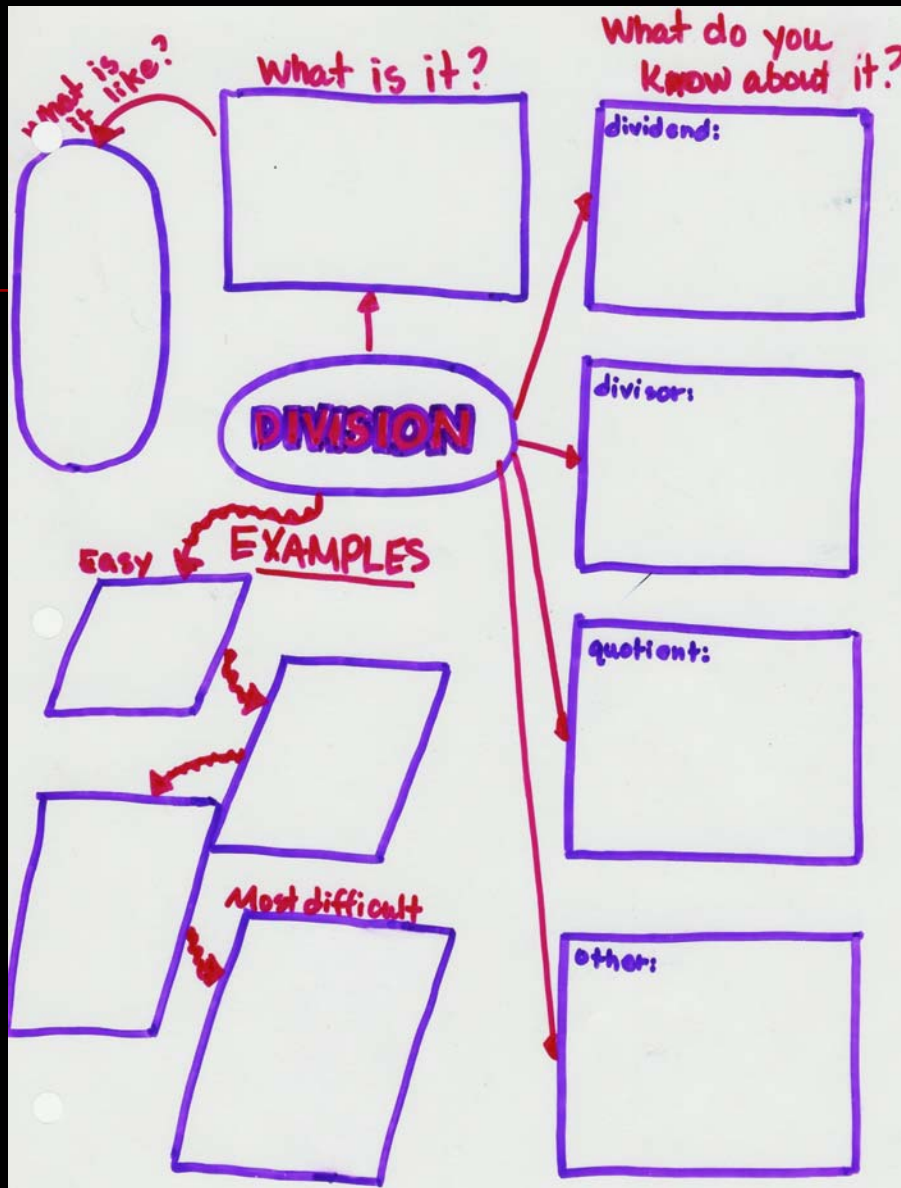 What is
it like?
What is it?
What do you
Know about it?
dividend:
DIVISION
divisor:
EXAMPLES
Easy
quotient:
Most difficult
other: